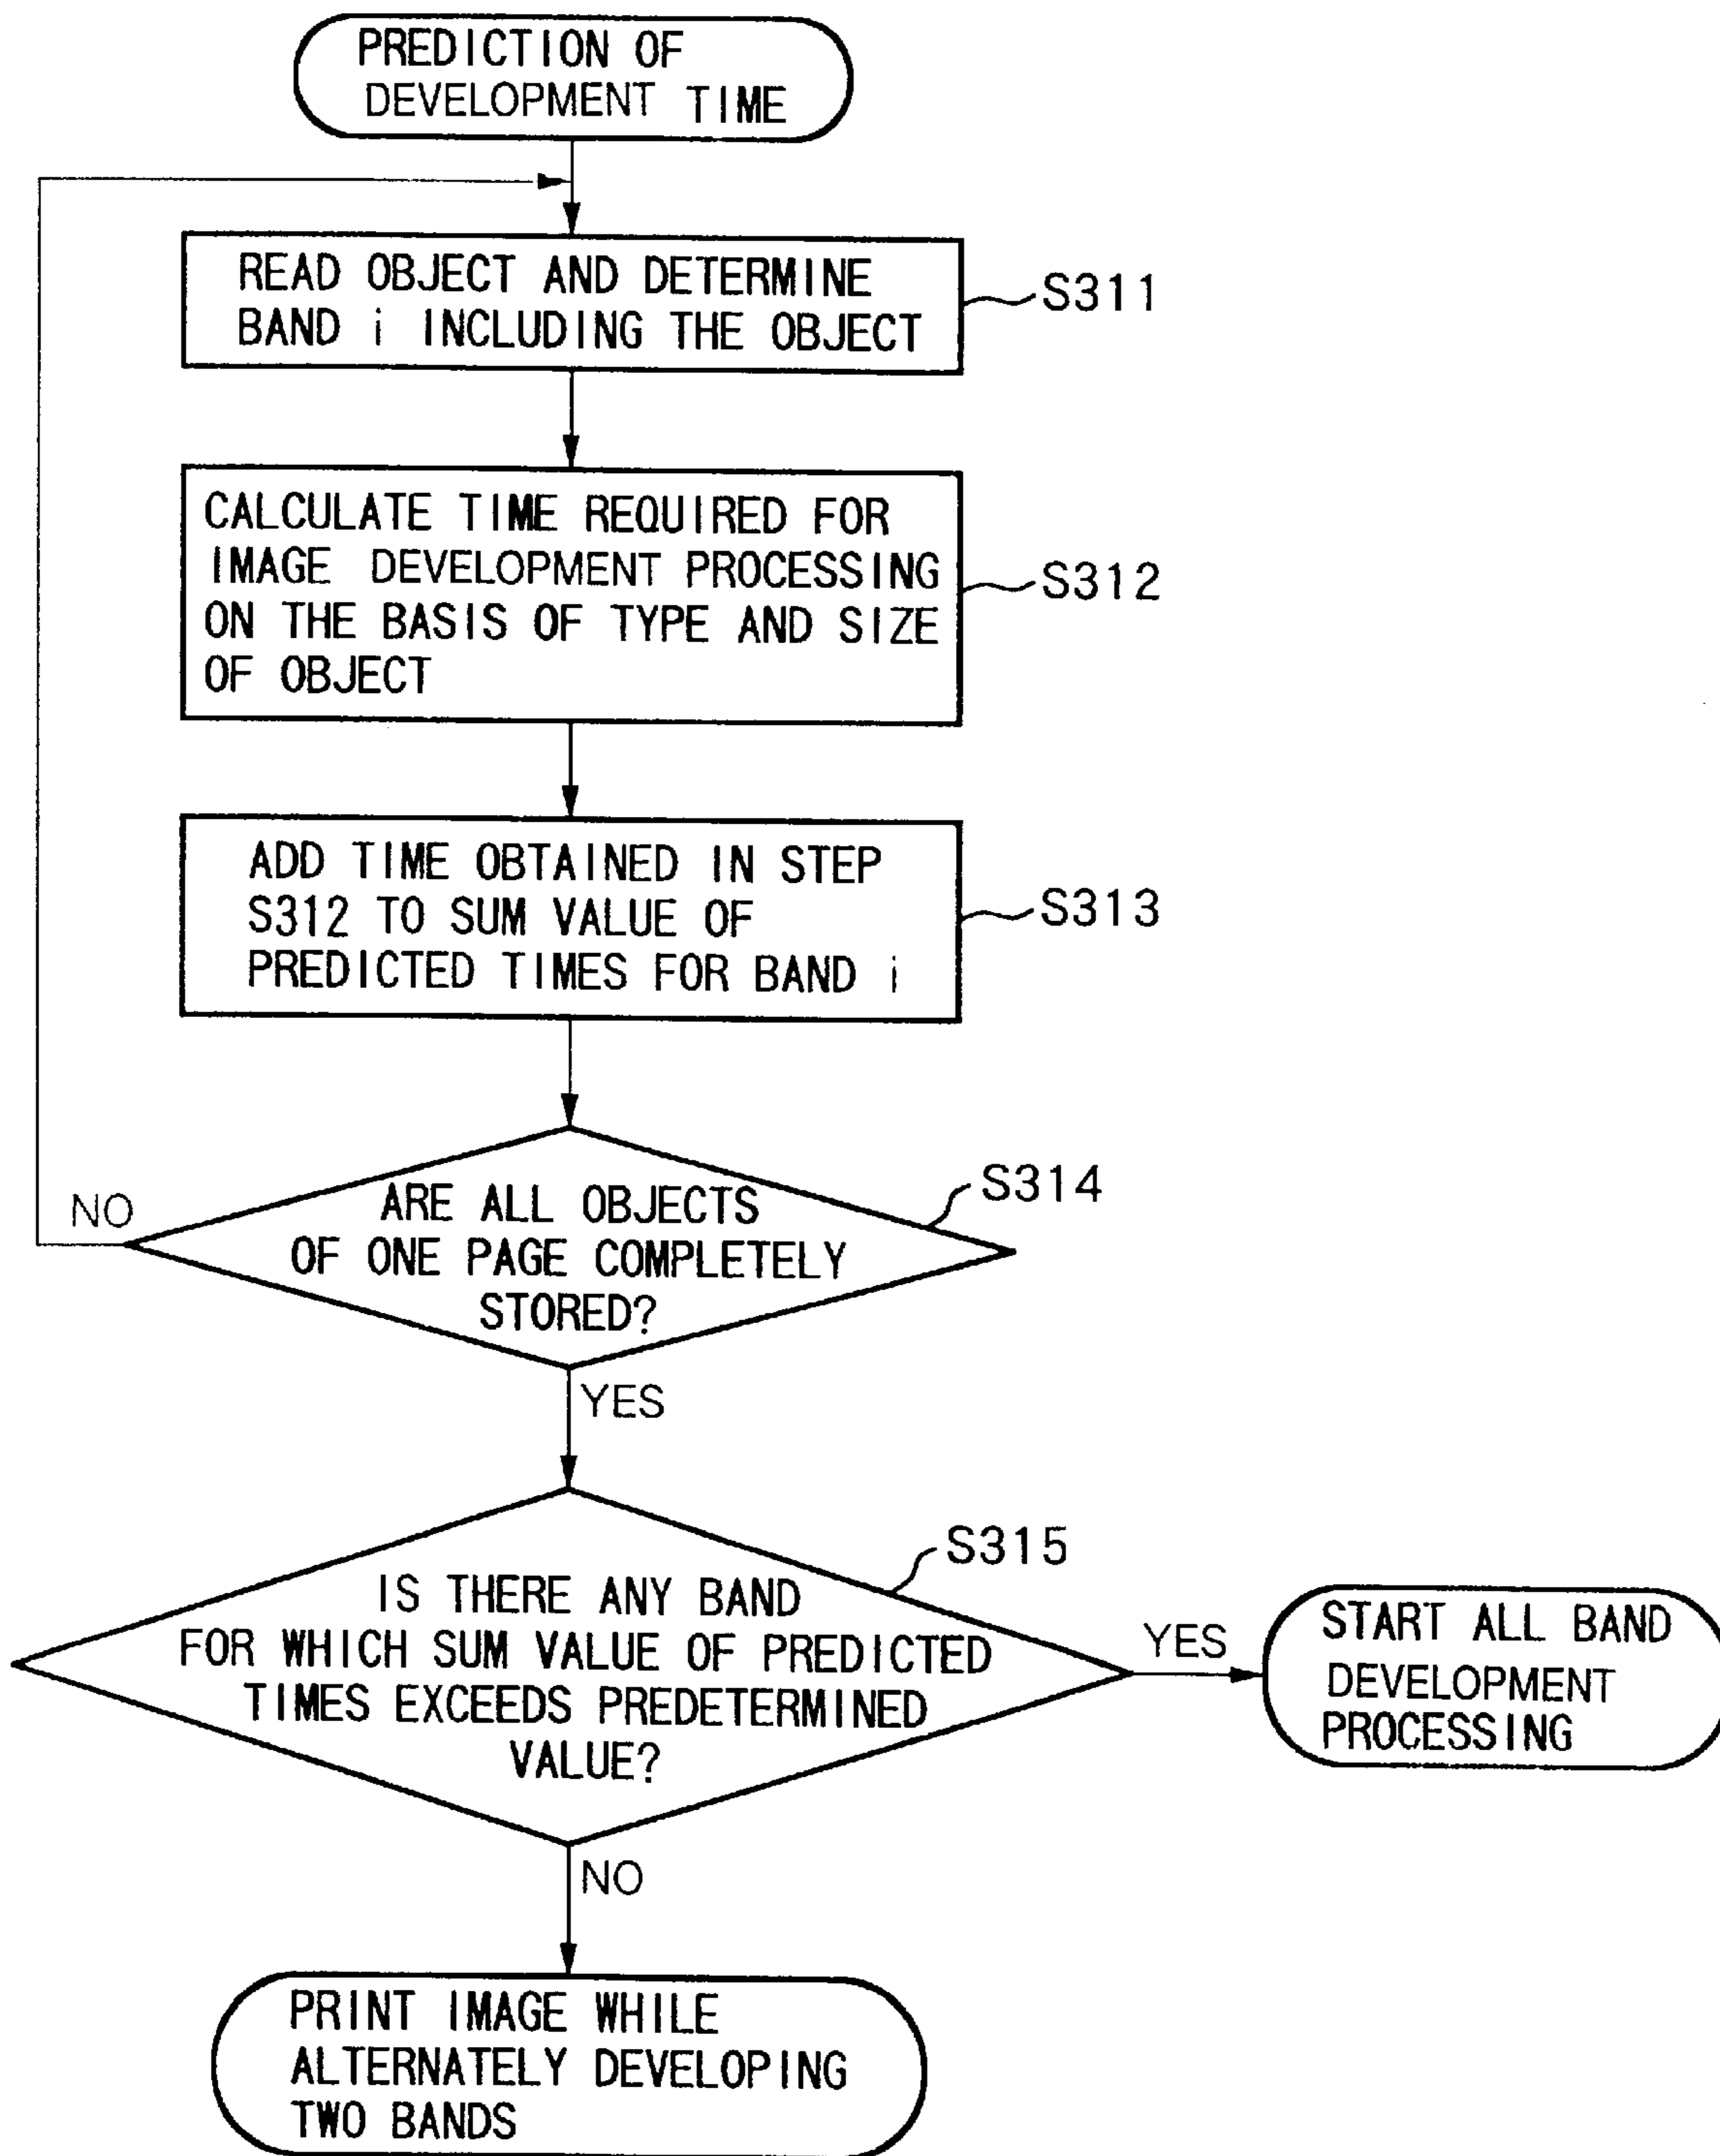 PREDICTION OF
DEVELOPMENT TIME
READ OBJECT AND DETERMINE
BAND i INCLUDING THE OBJECT
S311
CALCULATE TIME REQUIRED FOR
IMAGE DEVELOPMENT PROCESSING
ON THE BASIS OF TYPE AND SIZE
OF OBJECT
S312
ADD TIME OBTAINED IN STEP
S312 TO SUM VALUE OF
PREDICTED TIMES FOR BAND i
S313
S314
NO
ARE ALL OBJECTS
OF ONE PAGE COMPLETELY
STORED?
YES
S315
IS THERE ANY BAND
FOR WHICH SUM VALUE OF PREDICTED
TIMES EXCEEDS PREDETERMINED
VALUE?
YES
START ALL BAND
DEVELOPMENT
PROCESSING
NO
PRINT IMAGE WHILE
ALTERNATELY DEVELOPING
TWO BANDS